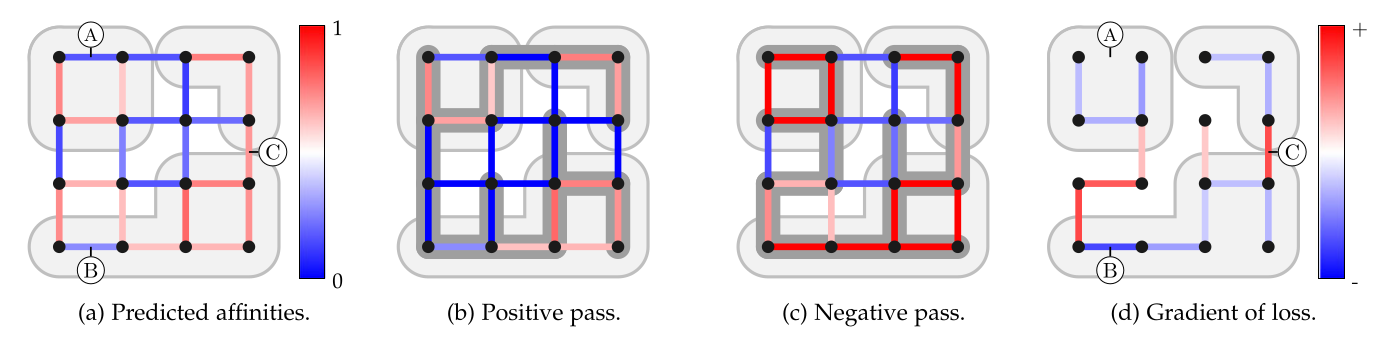 A
B
C
1
0
A
B
C
+
-
(a) Predicted affinities.
(b) Positive pass.
(c) Negative pass.
(d) Gradient of loss.